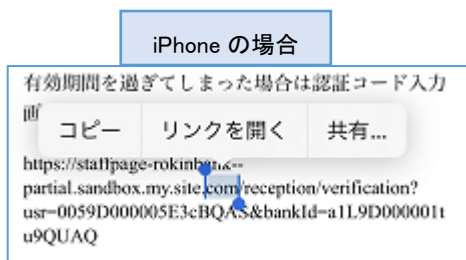 iPhone の場合
有効期間を過ぎてしまった場合は認証コード入力
コピー リンクを開く 共有...
https://staffpage-rokinbank--
partial.sandbox.my.site.com/reception/verification?
usr=0059D000005E3cBQAS&bankId=a1L9D000001t
u9QUAQ